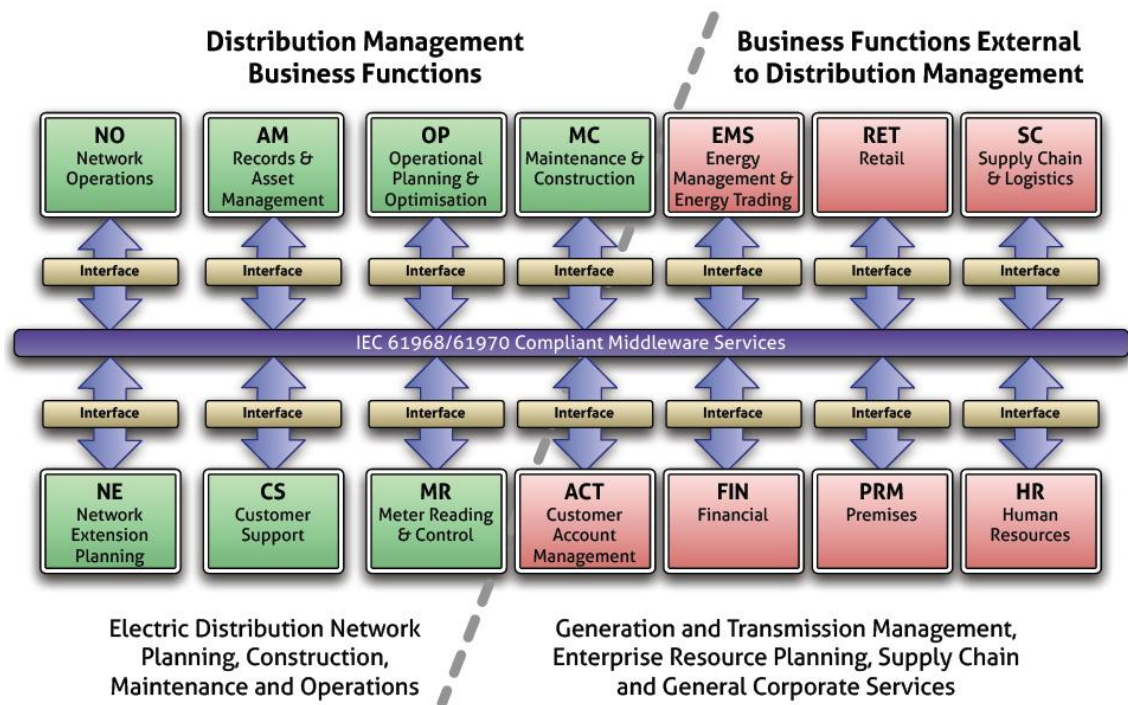 Distribution Management
Business Functions
Business Functions External
to Distribution Management
NO
Network
Operations
AM
Records &
Asset
Management
OP
Operational
Planning &
Optimisation
MC
Maintenance &
Construction
EMS
Energy
Management &
Energy Trading
RET
Retail
SC
Supply Chain
& Logistics
Interface
Interface
Interface
Interface
Interface
Interface
Interface
IEC 61968/61970 Compliant Middleware Services
Interface
Interface
Interface
Interface
Interface
Interface
Interface
NE
Network
Extension
Planning
CS
Customer
Support
MR
Meter Reading
& Control
ACT
Customer
Account
Management
FIN
Financial
PRM
Premises
HR
Human
Resources
Electric Distribution Network
Planning, Construction,
Maintenance and Operations
Generation and Transmission Management,
Enterprise Resource Planning, Supply Chain
and General Corporate Services